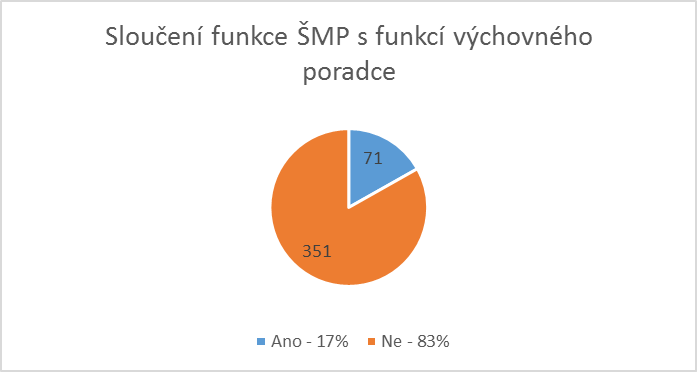 Sloučení funkce ŠMP s funkcí výchovného
poradce
71
351
Ano - 17% Ne - 83%